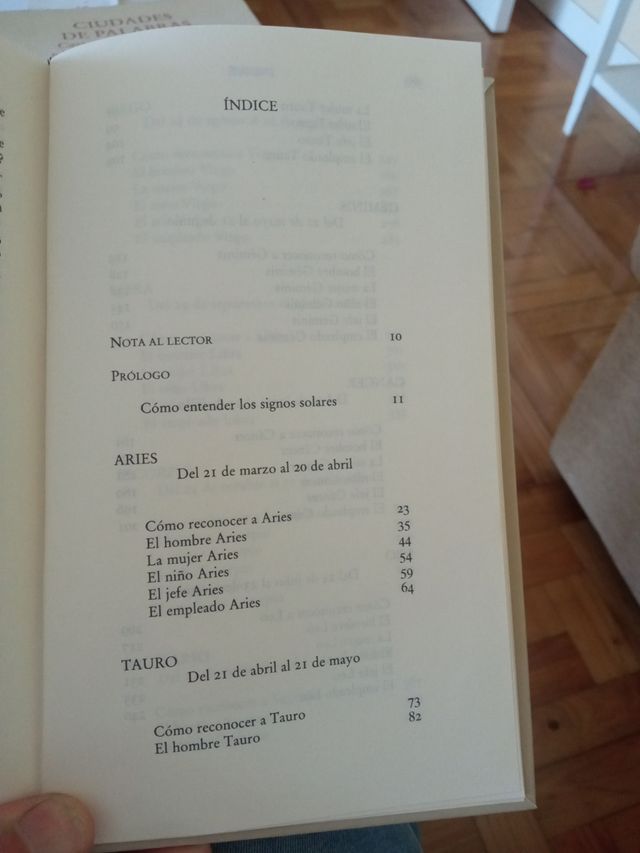 CIUDADES
DE PALABRAS
ÍNDICE
NOTA AL LECTOR 10
PRÓLOGO
Cómo entender los signos solares 11
ARIES
Del 21 de marzo al 20 de abril
Cómo reconocer a Aries 23
El hombre Aries 35
La mujer Aries 44
El niño Aries 54
El jefe Aries 59
El empleado Aries 64
TAURO
Del 21 de abril al 21 de mayo
Cómo reconocer a Tauro 73
El hombre Tauro 82